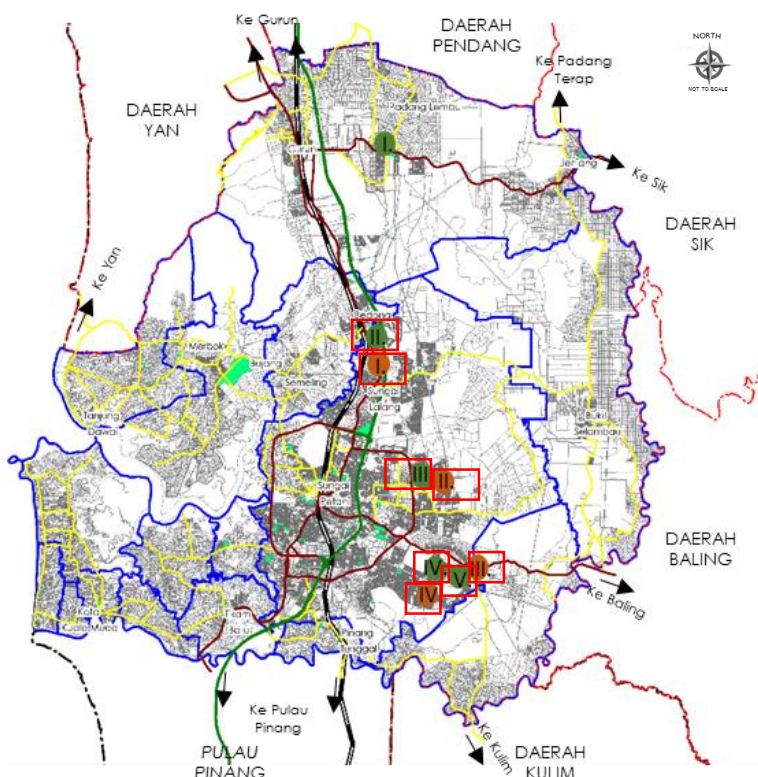 Ke Gurun
DAERAH
PENDANG
NORTH
NOT TO SCALE
Ke Padang
Terap
DAERAH
YAN
Padang Lembu
I.
Gurun
Jeniang
Ke Sik
DAERAH
SIK
Ke Yan
Bedong
II.
Merbok
Bujang
I.
Semeling
Sungai
Lalang
Tanjung
Dawai
Bukit
Selambau
III
II.
Sungai
Petani
DAERAH
BALING
IV
V
III
IV
Ke Baling
Kota
Kuala Muda
Tikam
Batu
Pinang
Tunggal
Ke Pulau
Pinang
Ke Kulim
PULAU
PINANG
DAERAH
KULIM